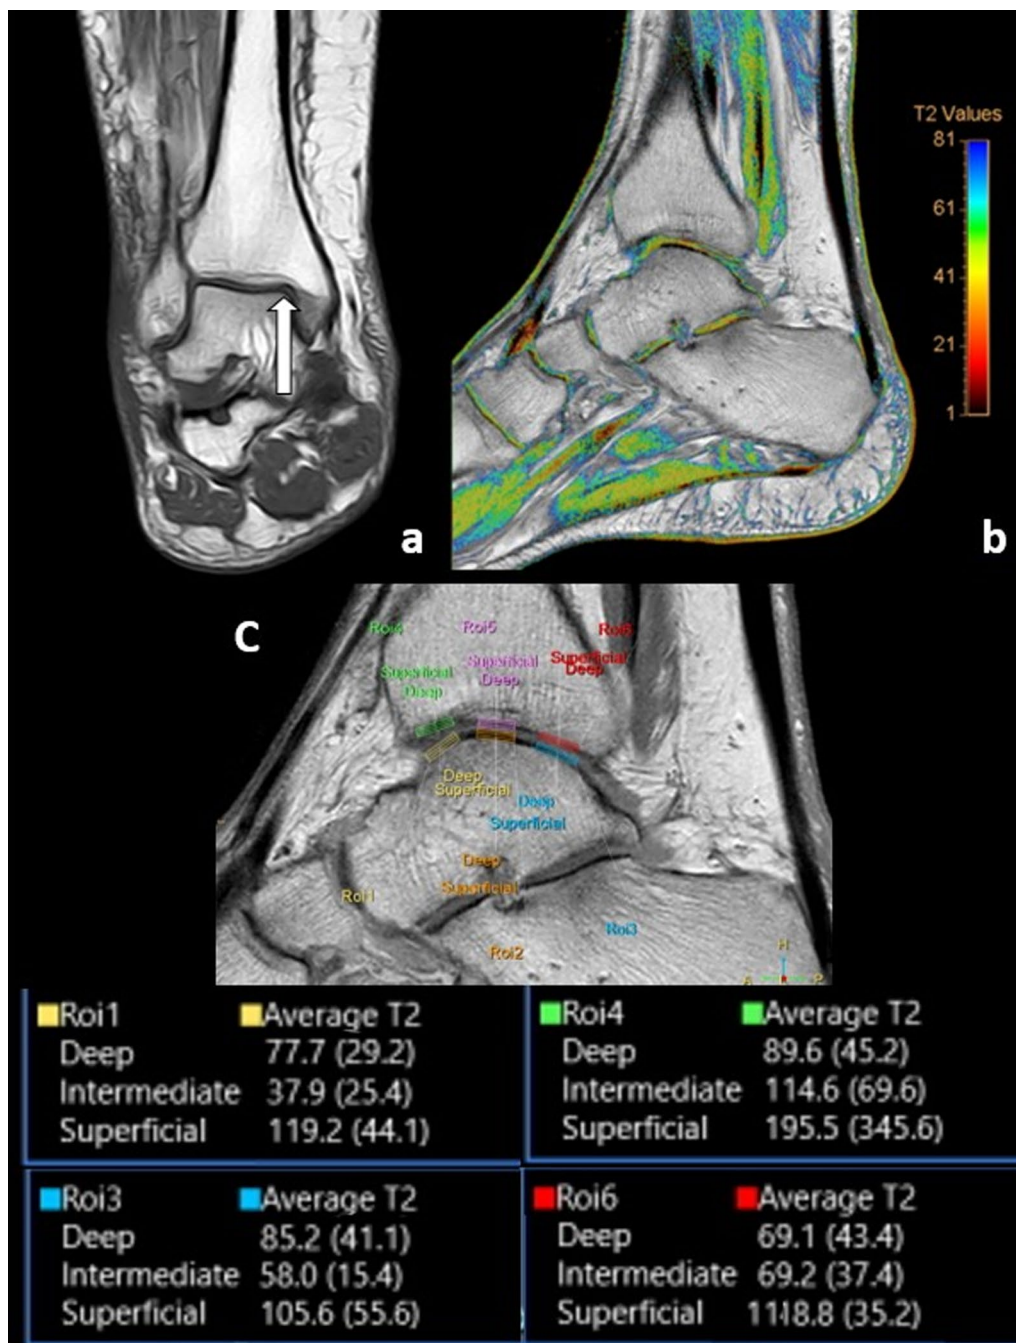 T2 Values
81
61
41
21
1
a
b
c
Roi4
Roi5
Roi6
Superficial
Deep
Superficial
Deep
Superficial
Deep
Deep
Superficial
Deep
Superficial
Deep
Superficial
Roi1
Roi3
Roi2
H
A
P
Roi1 Average T2
Deep 77.7 (29.2)
Intermediate 37.9 (25.4)
Superficial 119.2 (44.1)
Roi4 Average T2
Deep 89.6 (45.2)
Intermediate 114.6 (69.6)
Superficial 195.5 (345.6)
Roi3 Average T2
Deep 85.2 (41.1)
Intermediate 58.0 (15.4)
Superficial 105.6 (55.6)
Roi6 Average T2
Deep 69.1 (43.4)
Intermediate 69.2 (37.4)
Superficial 1148.8 (35.2)